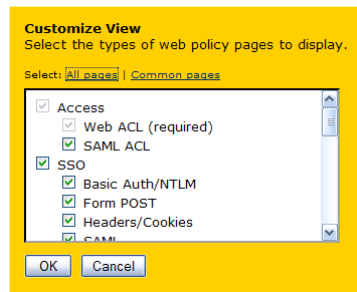 Customize View
Select the types of web policy pages to display.
Select: All pages | Common pages
Access
Web ACL (required)
SAML ACL
SSO
Basic Auth/NTLM
Form POST
Headers/Cookies
SAML
OK Cancel